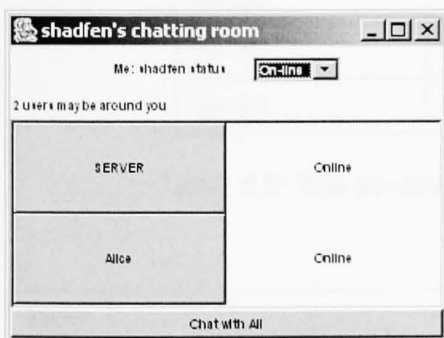 shadfen's chatting room
Me: shadfen status On-line
2 users may be around you
SERVER Online
Alice Online
Chat with All